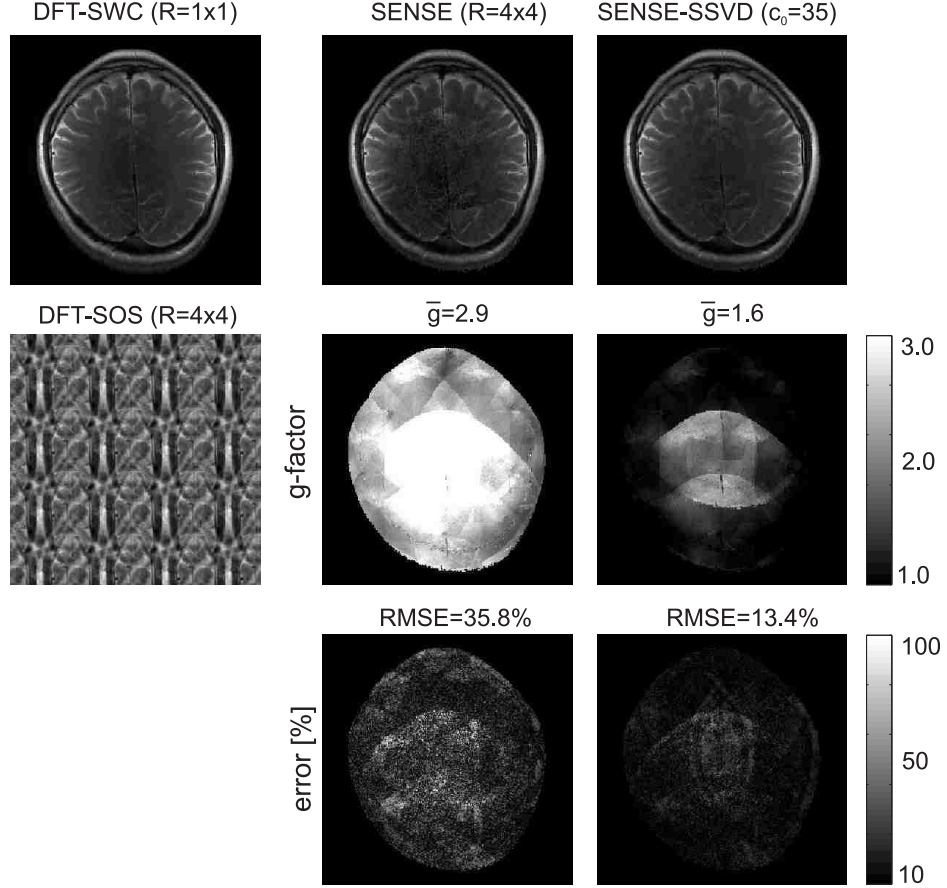 DFT-SWC (R=1x1)
SENSE (R=4x4)
SENSE-SSVD (c₀=35)
DFT-SOS (R=4x4)
g̅=2.9
g̅=1.6
g-factor
3.0
2.0
1.0
RMSE=35.8%
RMSE=13.4%
error [%]
100
50
10